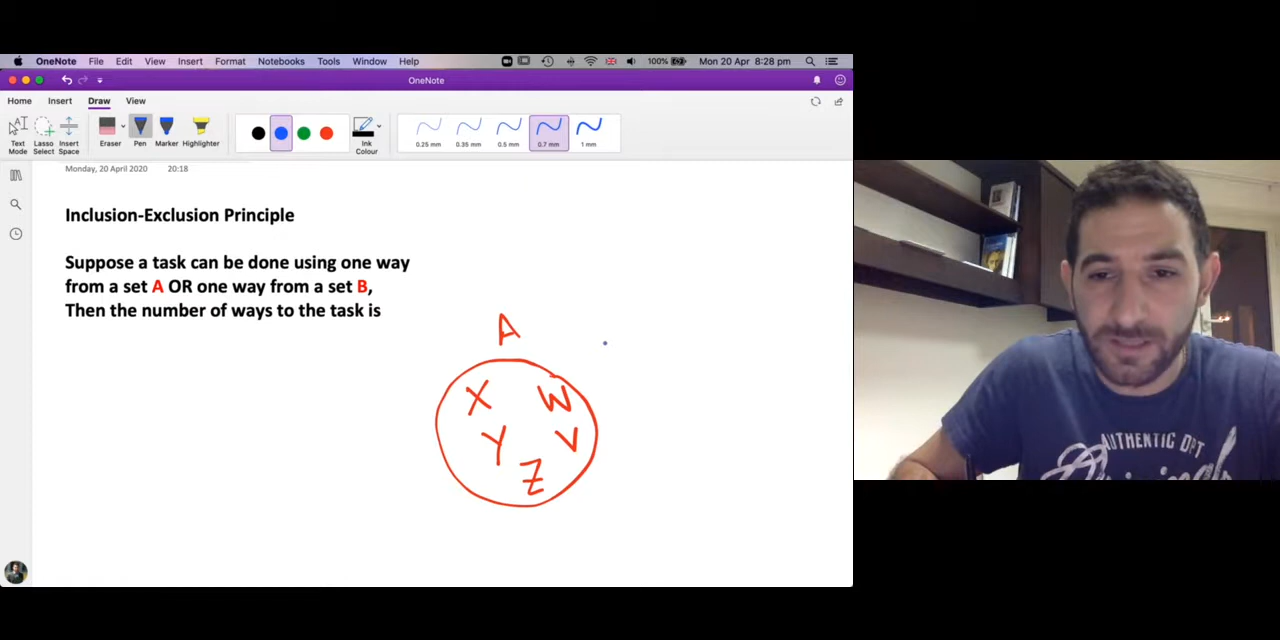 OneNote File Edit View Insert Format Notebooks Tools Window Help 100% Mon 20 Apr 8:28 pm
OneNote
Home Insert Draw View
Text Mode Lasso Select Insert Space Eraser Pen Marker Highlighter Ink Colour 0.25 mm 0.35 mm 0.5 mm 0.7 mm 1 mm
Monday, 20 April 2020 20:18
Inclusion-Exclusion Principle
Suppose a task can be done using one way
from a set A OR one way from a set B,
Then the number of ways to the task is
A
X W
Y V
Z
AUTHENTIC DPT
Originals